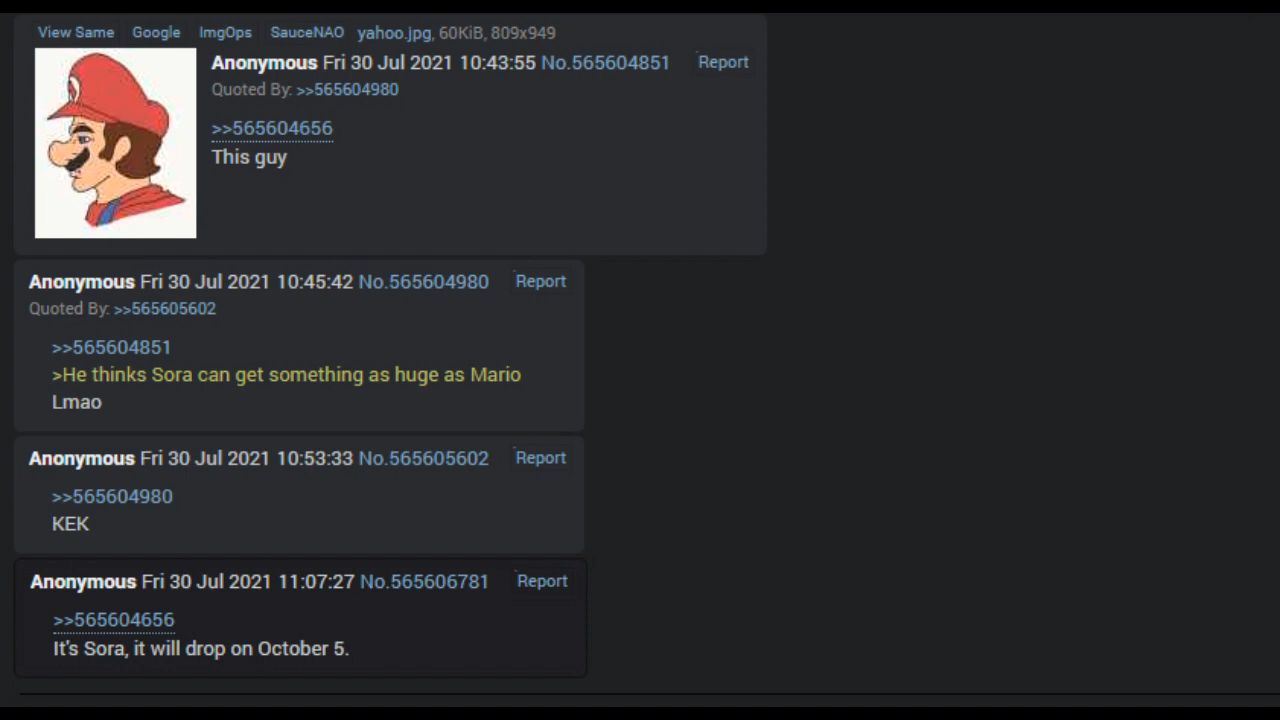 View Same Google ImgOps SauceNAO yahoo.jpg, 60KiB, 809x949
Anonymous Fri 30 Jul 2021 10:43:55 No.565604851 Report
Quoted By: >>565604980
>>565604656
This guy
Anonymous Fri 30 Jul 2021 10:45:42 No.565604980 Report
Quoted By: >>565605602
>>565604851
>He thinks Sora can get something as huge as Mario
Lmao
Anonymous Fri 30 Jul 2021 10:53:33 No.565605602 Report
>>565604980
KEK
Anonymous Fri 30 Jul 2021 11:07:27 No.565606781 Report
>>565604656
It's Sora, it will drop on October 5.